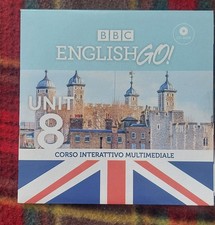 BBC
ENGLISH GO!
UNIT
8
CORSO INTERATTIVO MULTIMEDIALE